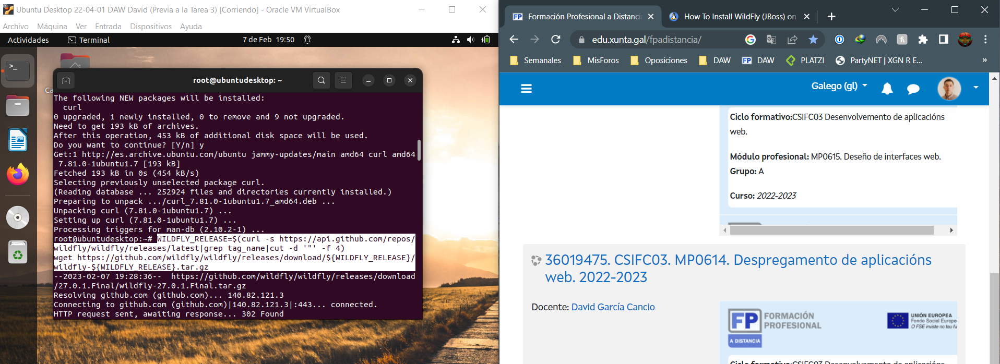 Ubuntu Desktop 22-04-01 DAW David (Previa a la Tarea 3) [Corriendo] - Oracle VM VirtualBox
Archivo Máquina Ver Entrada Dispositivos Ayuda
Actividades Terminal 7 de Feb 19:50
Ca
root@ubuntudesktop: ~
The following NEW packages will be installed:
curl
0 upgraded, 1 newly installed, 0 to remove and 9 not upgraded.
Need to get 193 kB of archives.
After this operation, 453 kB of additional disk space will be used.
Do you want to continue? [Y/n] y
Get:1 http://es.archive.ubuntu.com/ubuntu jammy-updates/main amd64 curl amd64
7.81.0-1ubuntu1.7 [193 kB]
Fetched 193 kB in 0s (454 kB/s)
Selecting previously unselected package curl.
(Reading database ... 252924 files and directories currently installed.)
Preparing to unpack .../curl_7.81.0-1ubuntu1.7_amd64.deb ...
Unpacking curl (7.81.0-1ubuntu1.7) ...
Setting up curl (7.81.0-1ubuntu1.7) ...
Processing triggers for man-db (2.10.2-1) ...
root@ubuntudesktop:~# WILDFLY_RELEASE=$(curl -s https://api.github.com/repos/
wildfly/wildfly/releases/latest|grep tag_name|cut -d '"' -f 4)
wget https://github.com/wildfly/wildfly/releases/download/${WILDFLY_RELEASE}/
wildfly-${WILDFLY_RELEASE}.tar.gz
--2023-02-07 19:28:36-- https://github.com/wildfly/wildfly/releases/download
/27.0.1.Final/wildfly-27.0.1.Final.tar.gz
Resolving github.com (github.com)... 140.82.121.3
Connecting to github.com (github.com)|140.82.121.3|:443... connected.
HTTP request sent, awaiting response... 302 Found
FP Formación Profesional a Distanci
How To Install WildFly (JBoss) on
edu.xunta.gal/fpadistancia/
Semanales MisForos Oposiciones DAW FP DAW PLATZI PartyNET | XGN R E... »
Galego (gl)
Ciclo formativo:CSIFC03 Desenvolvemento de aplicacións
web.
Módulo profesional: MP0615. Deseño de interfaces web.
Grupo: A
Curso: 2022-2023
36019475. CSIFC03. MP0614. Despregamento de aplicacións
web. 2022-2023
Docente: David García Cancio
FP FORMACIÓN
PROFESIONAL
A DISTANCIA
UNIÓN EUROPEA
Fondo Social Europe
O FSE inviste no teu fu
Ciclo formativo:CSIFC03 Desenvolvemento de aplicacións